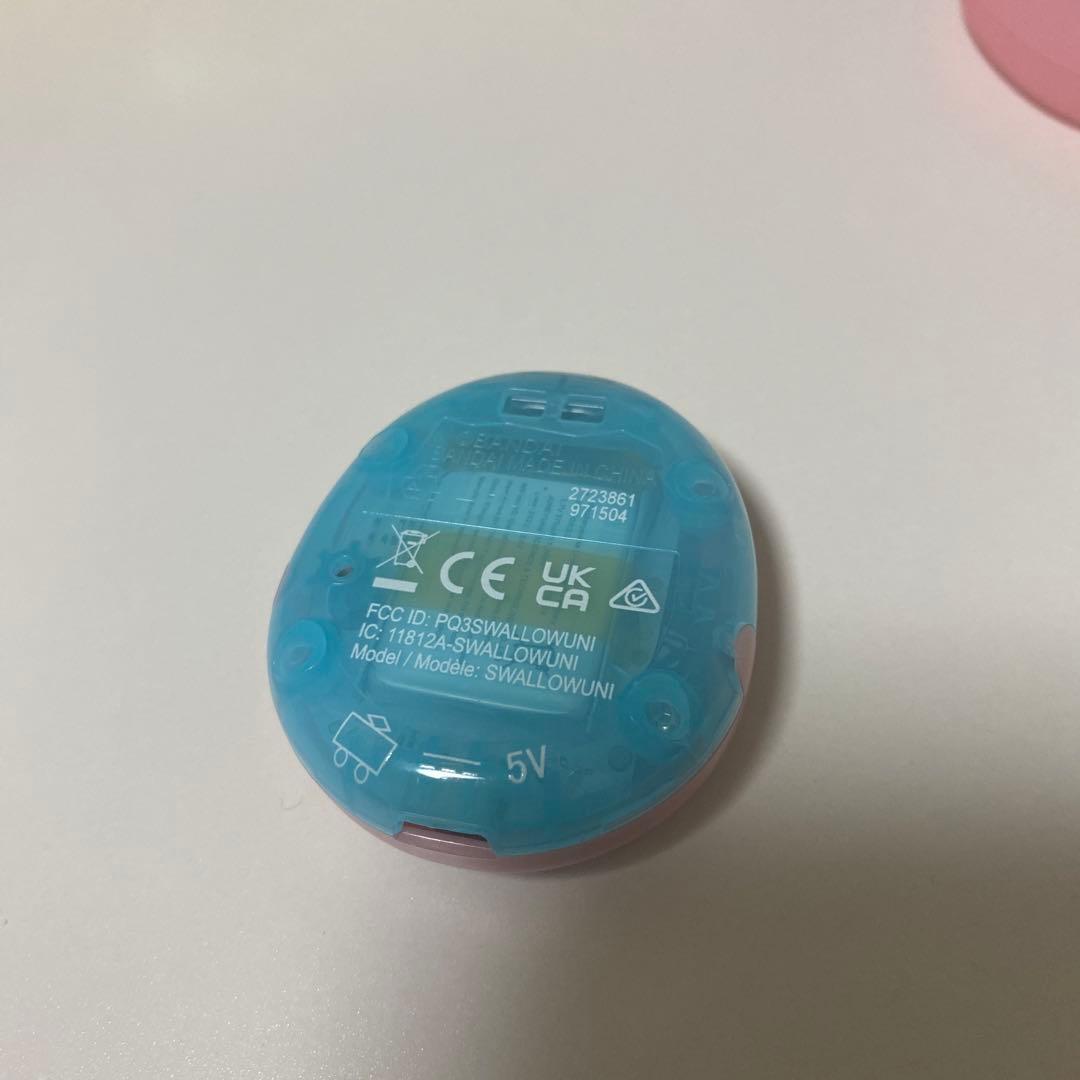 ©BANDAI
BANDAI MADE IN CHINA
2723861
971504
CE UK
CA
FCC ID: PQ3SWALLOWUNI
IC: 11812A-SWALLOWUNI
Model / Modèle: SWALLOWUNI
5V